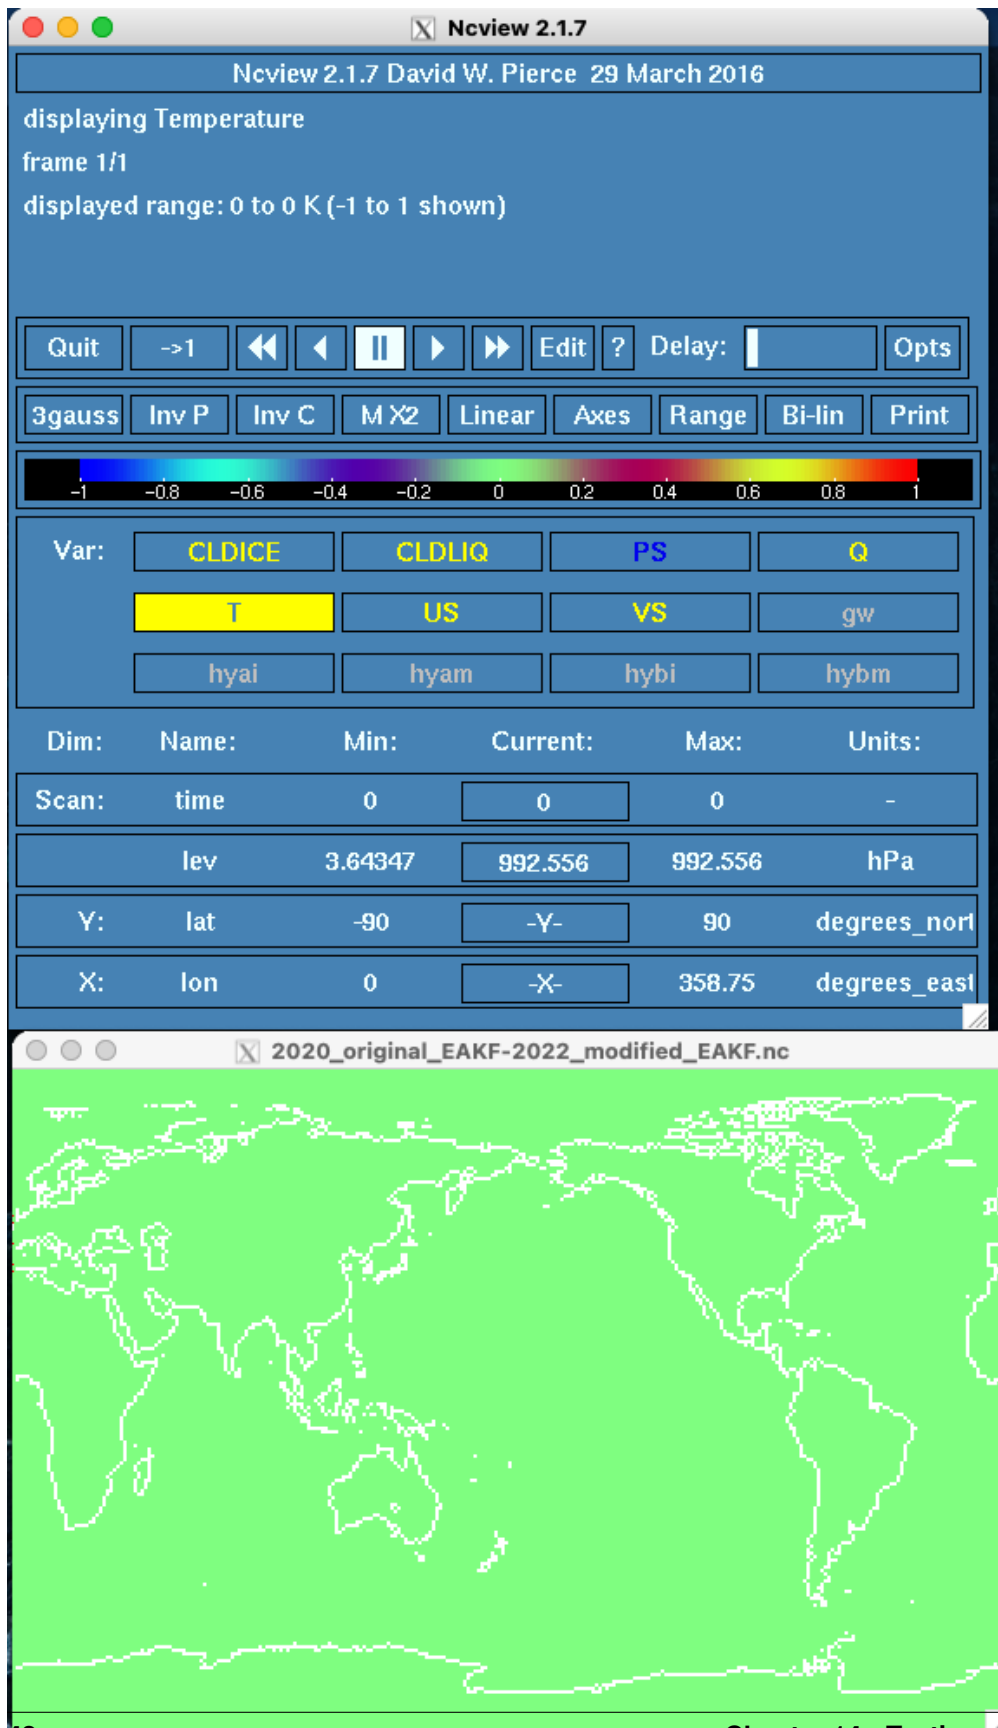 Ncview 2.1.7
Ncview 2.1.7 David W. Pierce 29 March 2016
displaying Temperature
frame 1/1
displayed range: 0 to 0 K (-1 to 1 shown)
Quit ->1 Edit ? Delay: Opts
3gauss Inv P Inv C M X2 Linear Axes Range Bi-lin Print
-1 -0.8 -0.6 -0.4 -0.2 0 0.2 0.4 0.6 0.8 1
Var: CLDICE CLDLIQ PS Q
T US VS gw
hyai hyam hybi hybm
Dim: Name: Min: Current: Max: Units:
Scan: time 0 0 0 -
lev 3.64347 992.556 992.556 hPa
Y: lat -90 -Y- 90 degrees_nort
X: lon 0 -X- 358.75 degrees_east
2020_original_EAKF-2022_modified_EAKF.nc